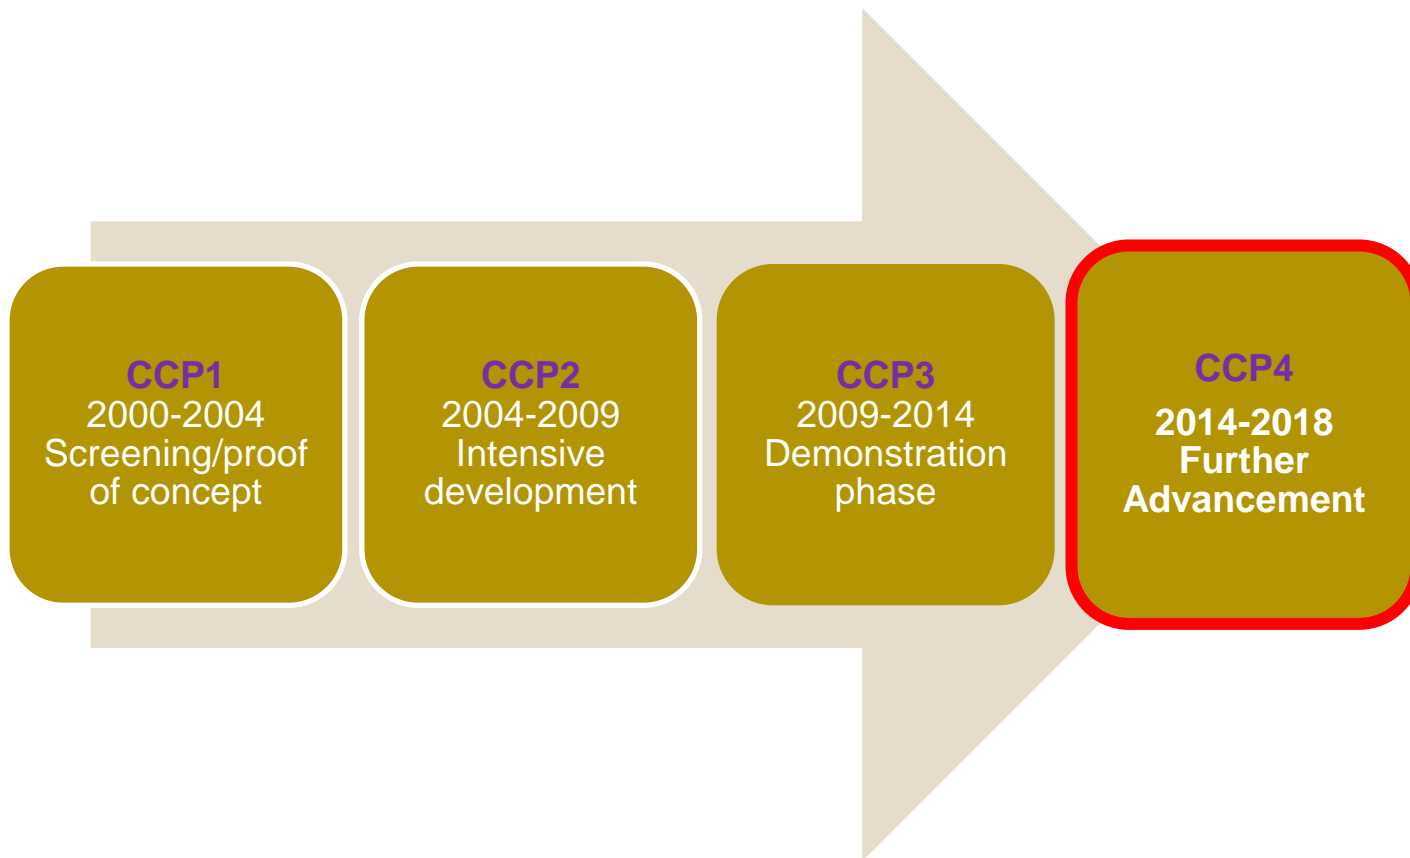 CCP1
2000-2004
Screening/proof
of concept
CCP2
2004-2009
Intensive
development
CCP3
2009-2014
Demonstration
phase
CCP4
2014-2018
Further
Advancement